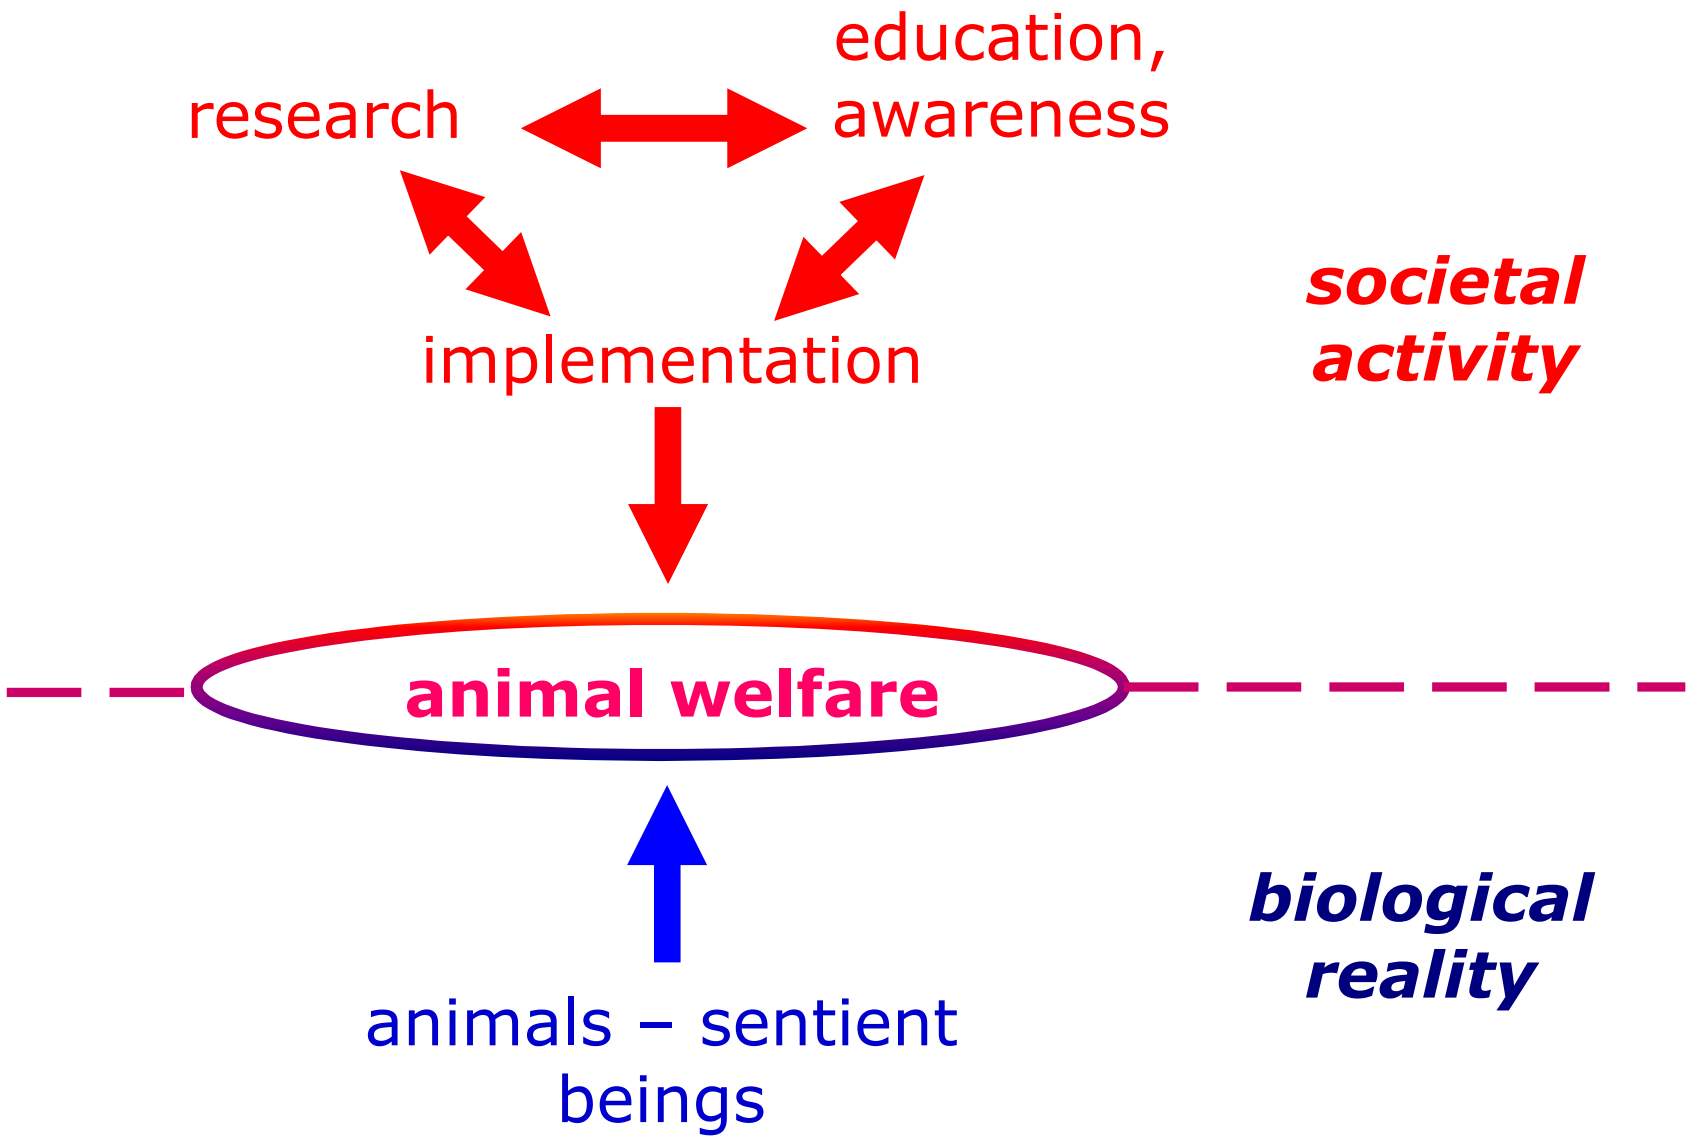 education,
awareness
research
implementation
societal
activity
animal welfare
biological
reality
animals – sentient
beings